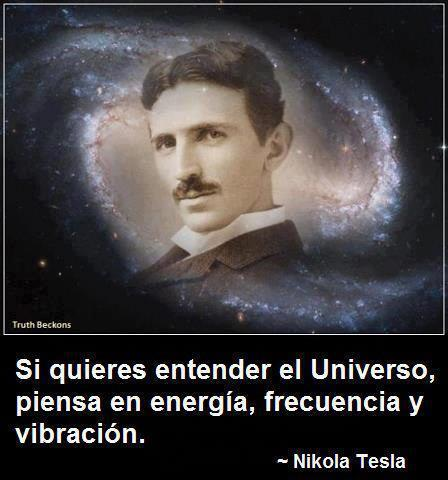 Truth Beckons
Si quieres entender el Universo,
piensa en energía, frecuencia y
vibración.
~ Nikola Tesla